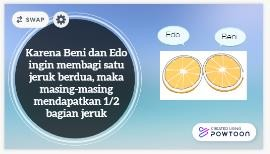 SWAP
Karena Beni dan Edo
ingin membagi satu
jeruk berdua, maka
masing-masing
mendapatkan 1/2
bagian jeruk
Edo
Beni
CREATED USING
POWTOON